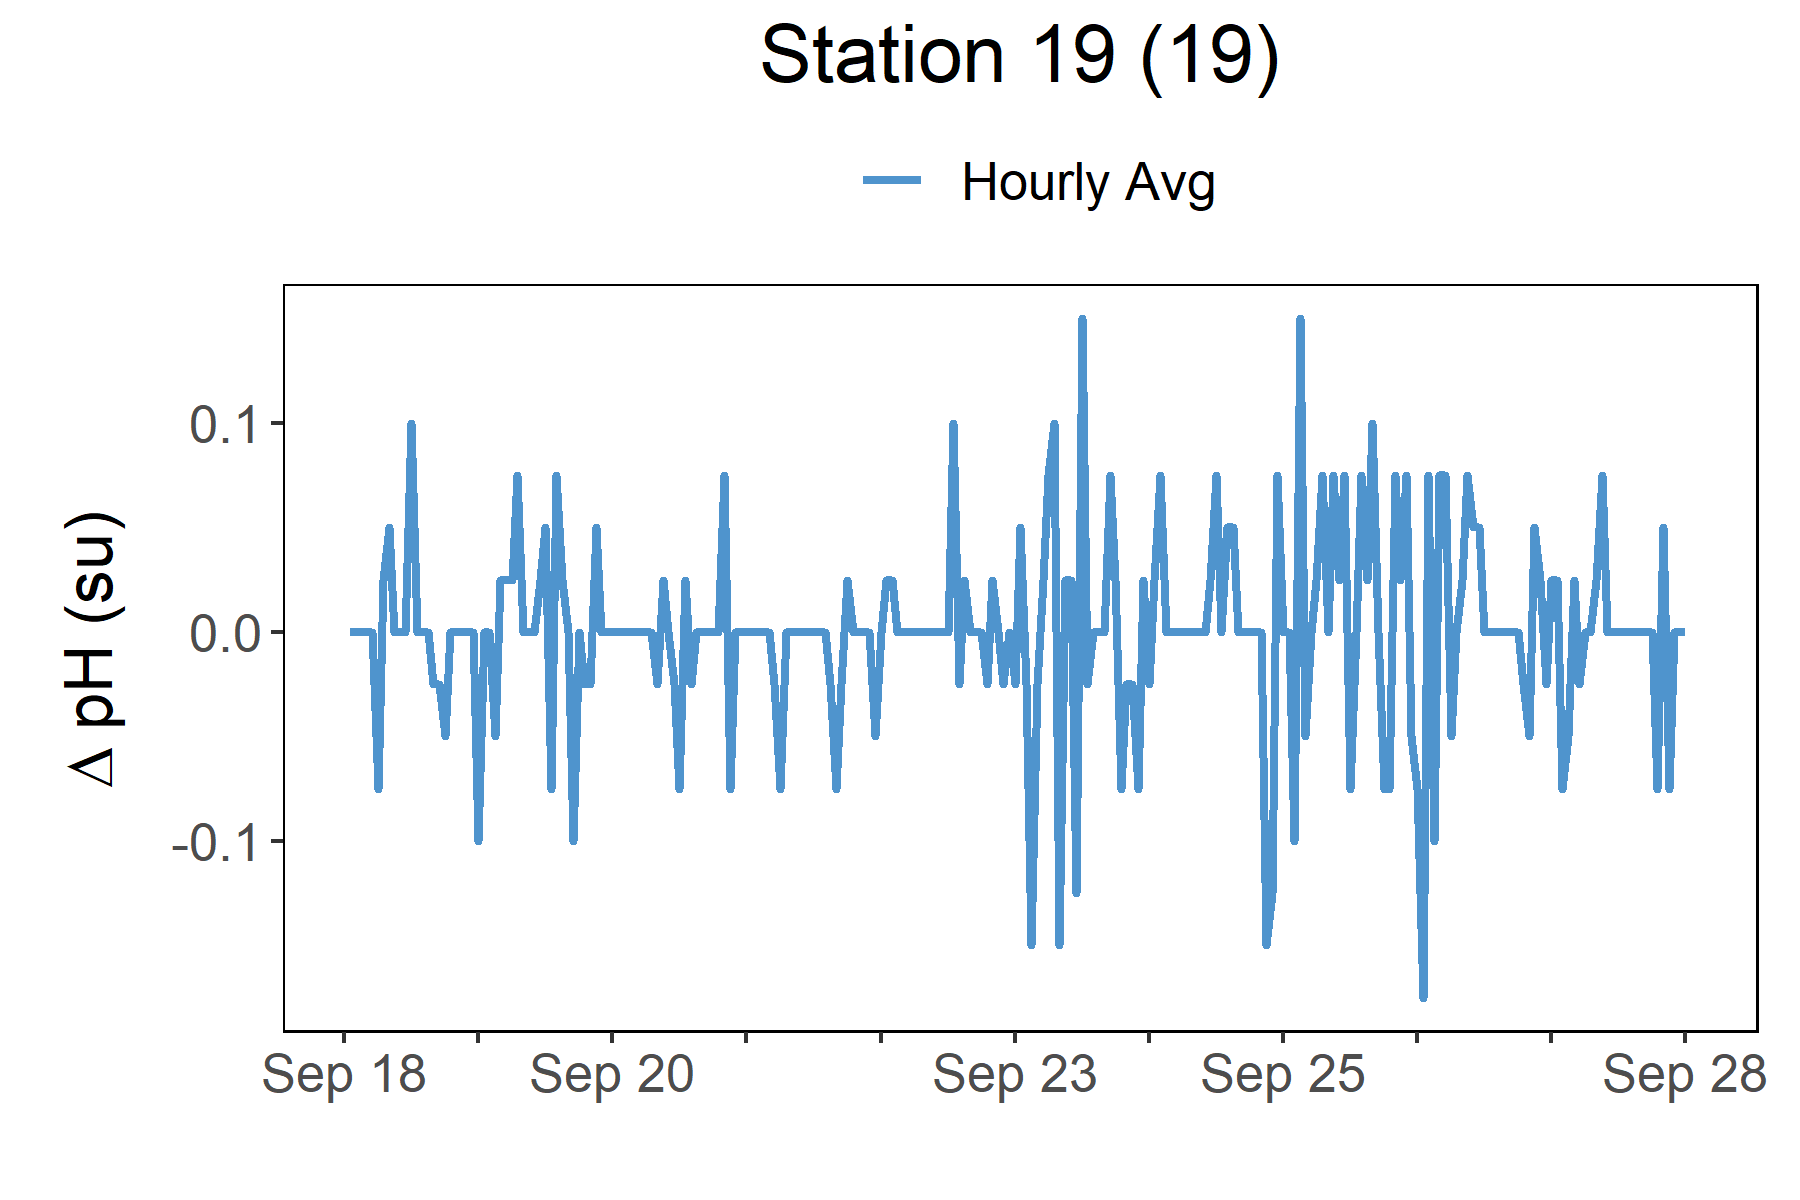 Station 19 (19)
Hourly Avg
Δ pH (su)
0.1
0.0
-0.1
Sep 18 Sep 20 Sep 23 Sep 25 Sep 28